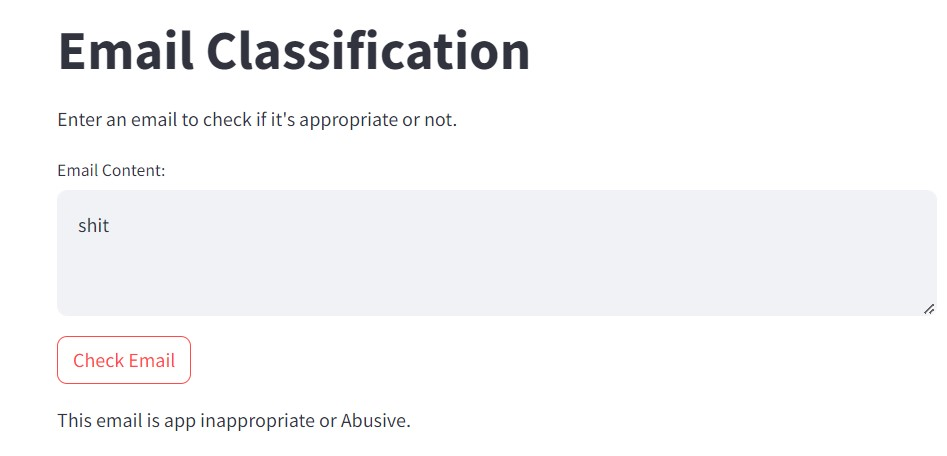 Email Classification
Enter an email to check if it's appropriate or not.
Email Content:
shit
Check Email
This email is app inappropriate or Abusive.